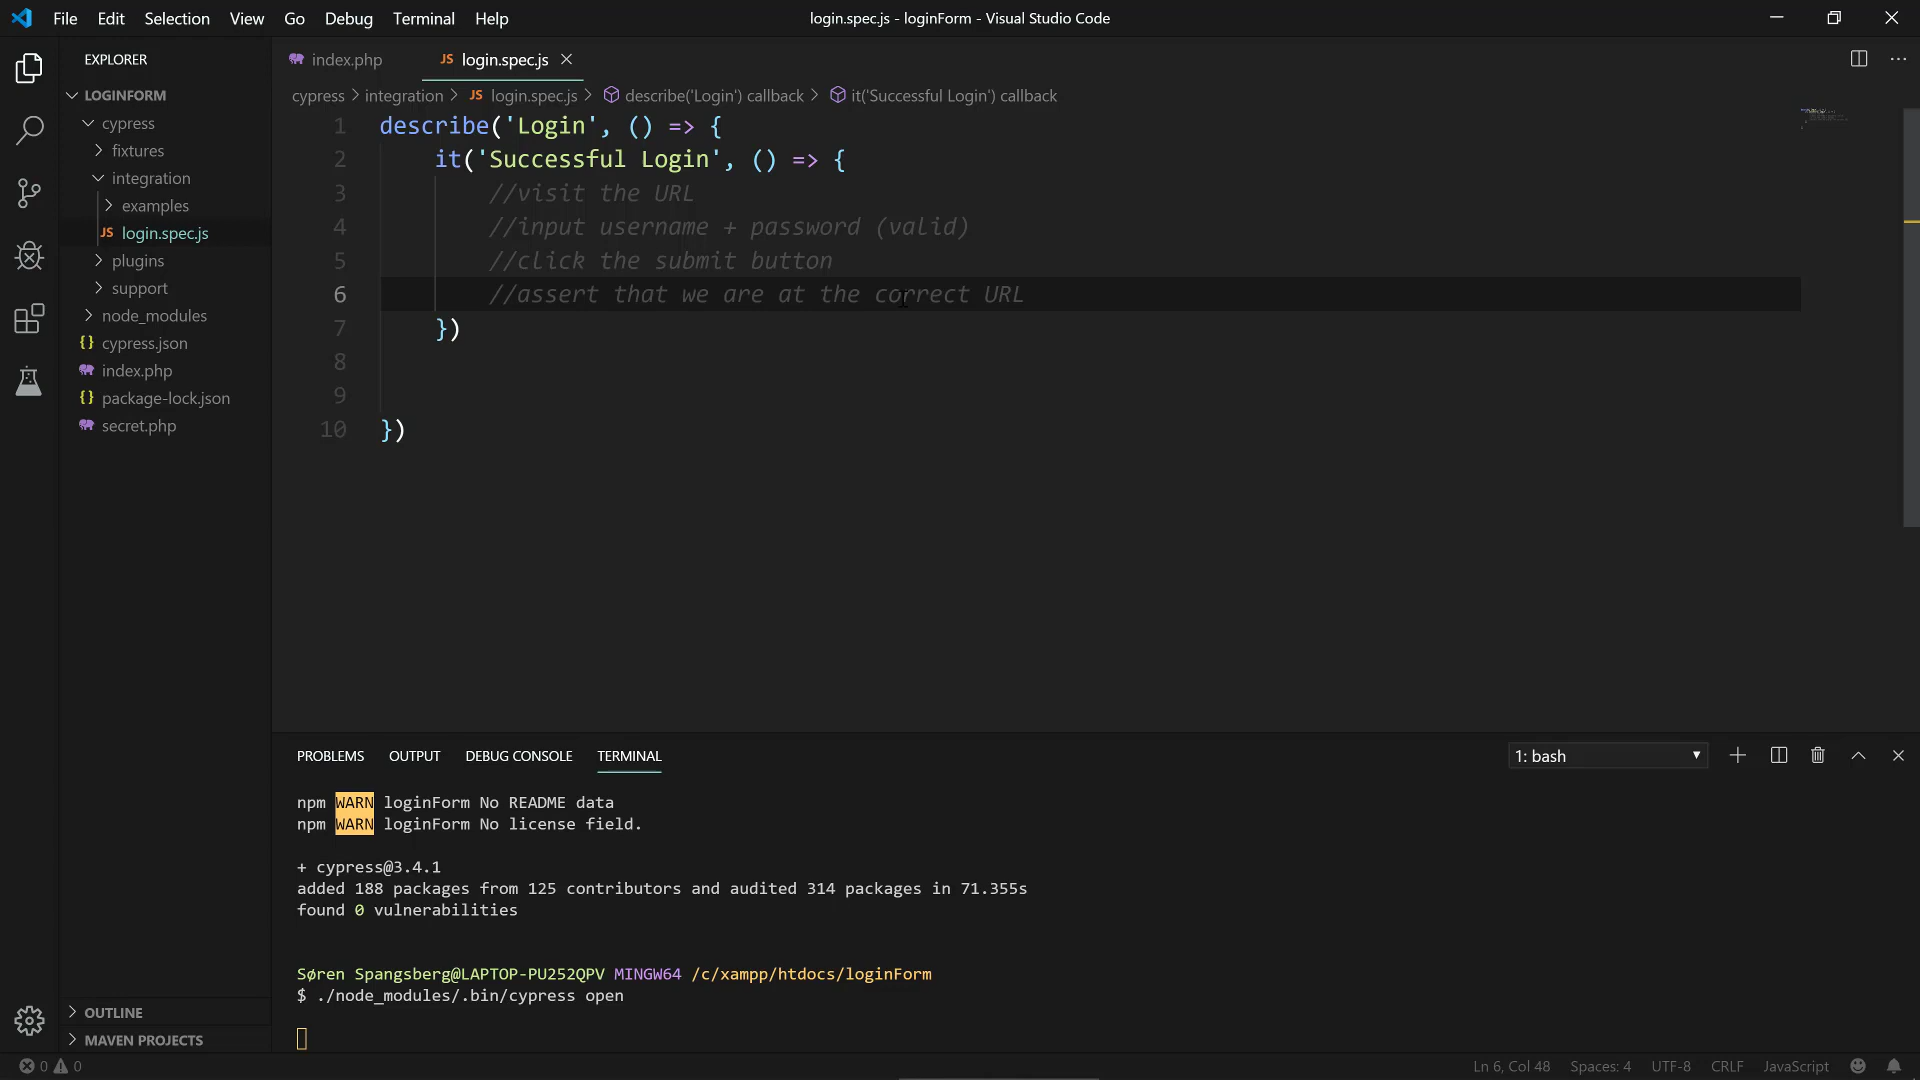 File Edit Selection View Go Debug Terminal Help
login.spec.js - loginForm - Visual Studio Code
EXPLORER
LOGINFORM
cypress
fixtures
integration
examples
JS login.spec.js
plugins
support
node_modules
{} cypress.json
index.php
{} package-lock.json
secret.php
OUTLINE
MAVEN PROJECTS
index.php
JS login.spec.js
cypress > integration > JS login.spec.js > describe('Login') callback > it('Successful Login') callback
1 describe('Login', () => {
2 it('Successful Login', () => {
3 //visit the URL
4 //input username + password (valid)
5 //click the submit button
6 //assert that we are at the correct URL
7 })
8
9
10 })
PROBLEMS OUTPUT DEBUG CONSOLE TERMINAL
1: bash
npm WARN loginForm No README data
npm WARN loginForm No license field.
+ cypress@3.4.1
added 188 packages from 125 contributors and audited 314 packages in 71.355s
found 0 vulnerabilities
Søren Spangsberg@LAPTOP-PU252QPV MINGW64 /c/xampp/htdocs/loginForm
$ ./node_modules/.bin/cypress open
0 0
Ln 6, Col 48 Spaces: 4 UTF-8 CRLF JavaScript